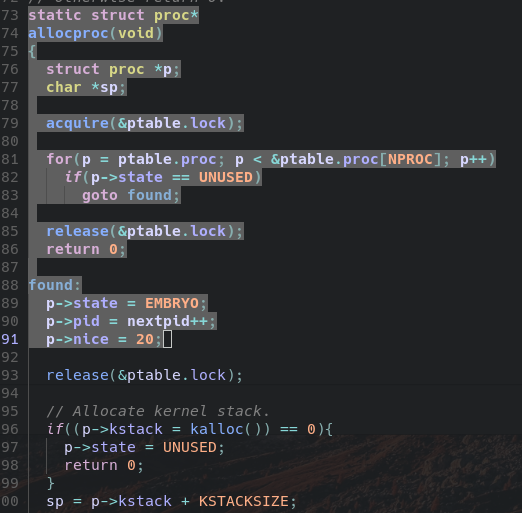 // Otherwise return 0.
73 static struct proc*
74 allocproc(void)
75 {
76   struct proc *p;
77   char *sp;
78
79   acquire(&ptable.lock);
80
81   for(p = ptable.proc; p < &ptable.proc[NPROC]; p++)
82     if(p->state == UNUSED)
83       goto found;
84
85   release(&ptable.lock);
86   return 0;
87
88 found:
89   p->state = EMBRYO;
90   p->pid = nextpid++;
91   p->nice = 20;
92
93   release(&ptable.lock);
94
95   // Allocate kernel stack.
96   if((p->kstack = kalloc()) == 0){
97     p->state = UNUSED;
98     return 0;
99   }
00   sp = p->kstack + KSTACKSIZE;